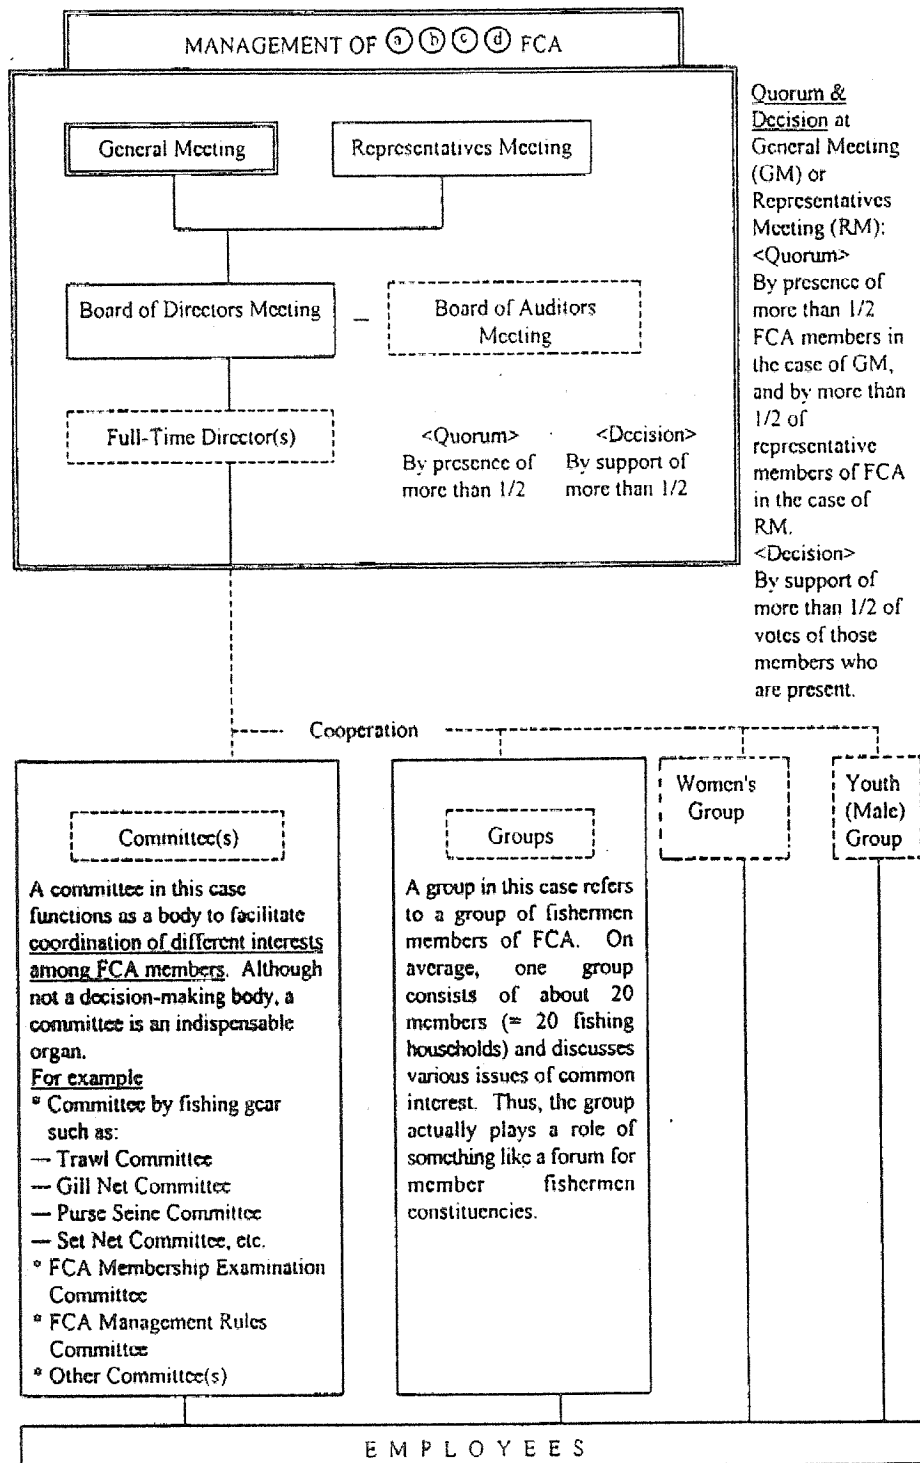 MANAGEMENT OF ⓐ ⓑ ⓒ ⓓ FCA
General Meeting
Representatives Meeting
Board of Directors Meeting
Board of Auditors
Meeting
Full-Time Director(s)
<Quorum>
By presence of
more than 1/2
<Decision>
By support of
more than 1/2
Quorum &
Decision at
General Meeting
(GM) or
Representatives
Meeting (RM):
<Quorum>
By presence of
more than 1/2
FCA members in
the case of GM,
and by more than
1/2 of
representative
members of FCA
in the case of
RM.
<Decision>
By support of
more than 1/2 of
votes of those
members who
are present.
Cooperation
Committee(s)
A committee in this case
functions as a body to facilitate
coordination of different interests
among FCA members. Although
not a decision-making body, a
committee is an indispensable
organ.
For example
* Committee by fishing gear
such as:
— Trawl Committee
— Gill Net Committee
— Purse Seine Committee
— Set Net Committee, etc.
* FCA Membership Examination
Committee
* FCA Management Rules
Committee
* Other Committee(s)
Groups
A group in this case refers
to a group of fishermen
members of FCA. On
average, one group
consists of about 20
members (= 20 fishing
households) and discusses
various issues of common
interest. Thus, the group
actually plays a role of
something like a forum for
member fishermen
constituencies.
Women's
Group
Youth
(Male)
Group
EMPLOYEES